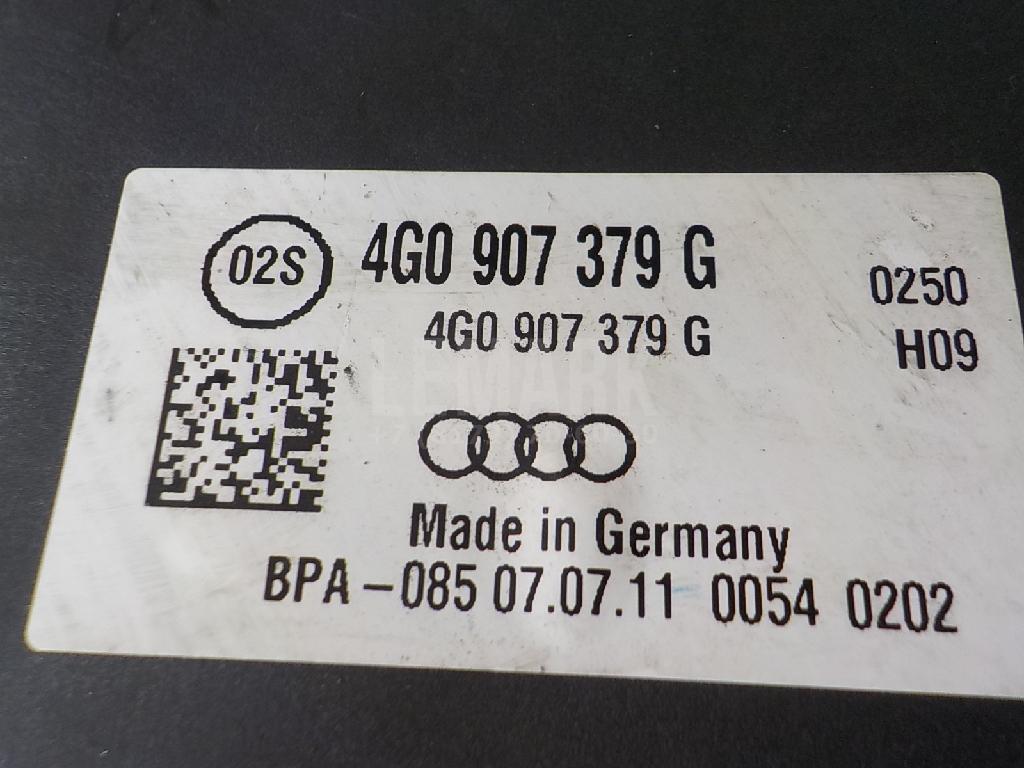 02S 4G0 907 379 G 0250
4G0 907 379 G H09
LEMARK
Made in Germany
BPA-085 07.07.11 0054 0202